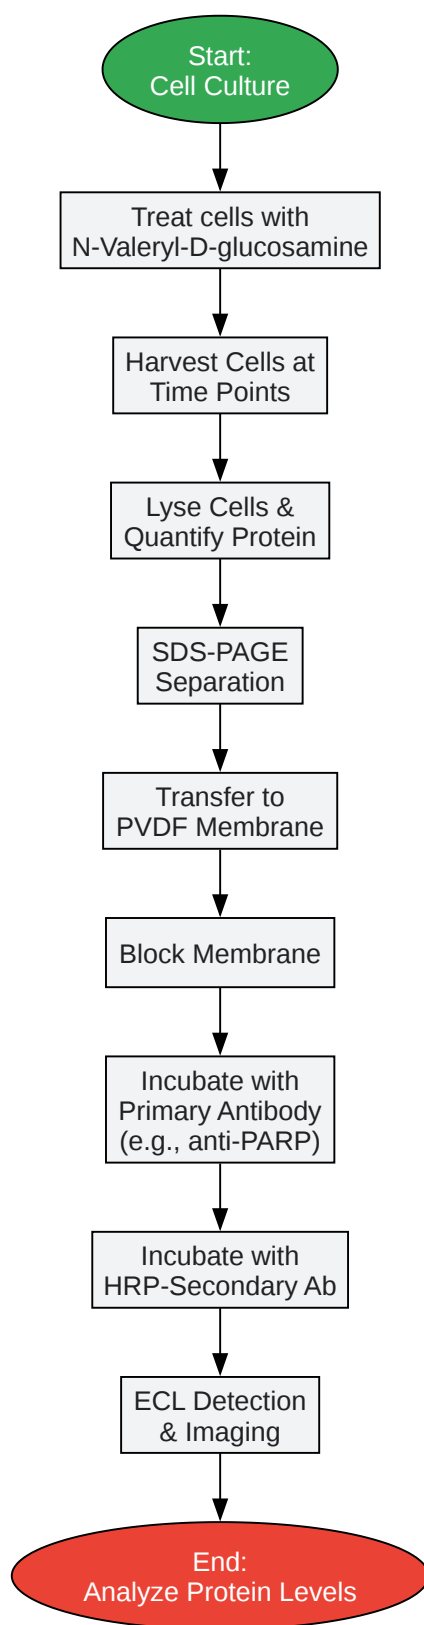 Start:
Cell Culture
Treat cells with
N-Valeryl-D-glucosamine
Harvest Cells at
Time Points
Lyse Cells &
Quantify Protein
SDS-PAGE
Separation
Transfer to
PVDF Membrane
Block Membrane
Incubate with
Primary Antibody
(e.g., anti-PARP)
Incubate with
HRP-Secondary Ab
ECL Detection
& Imaging
End:
Analyze Protein Levels